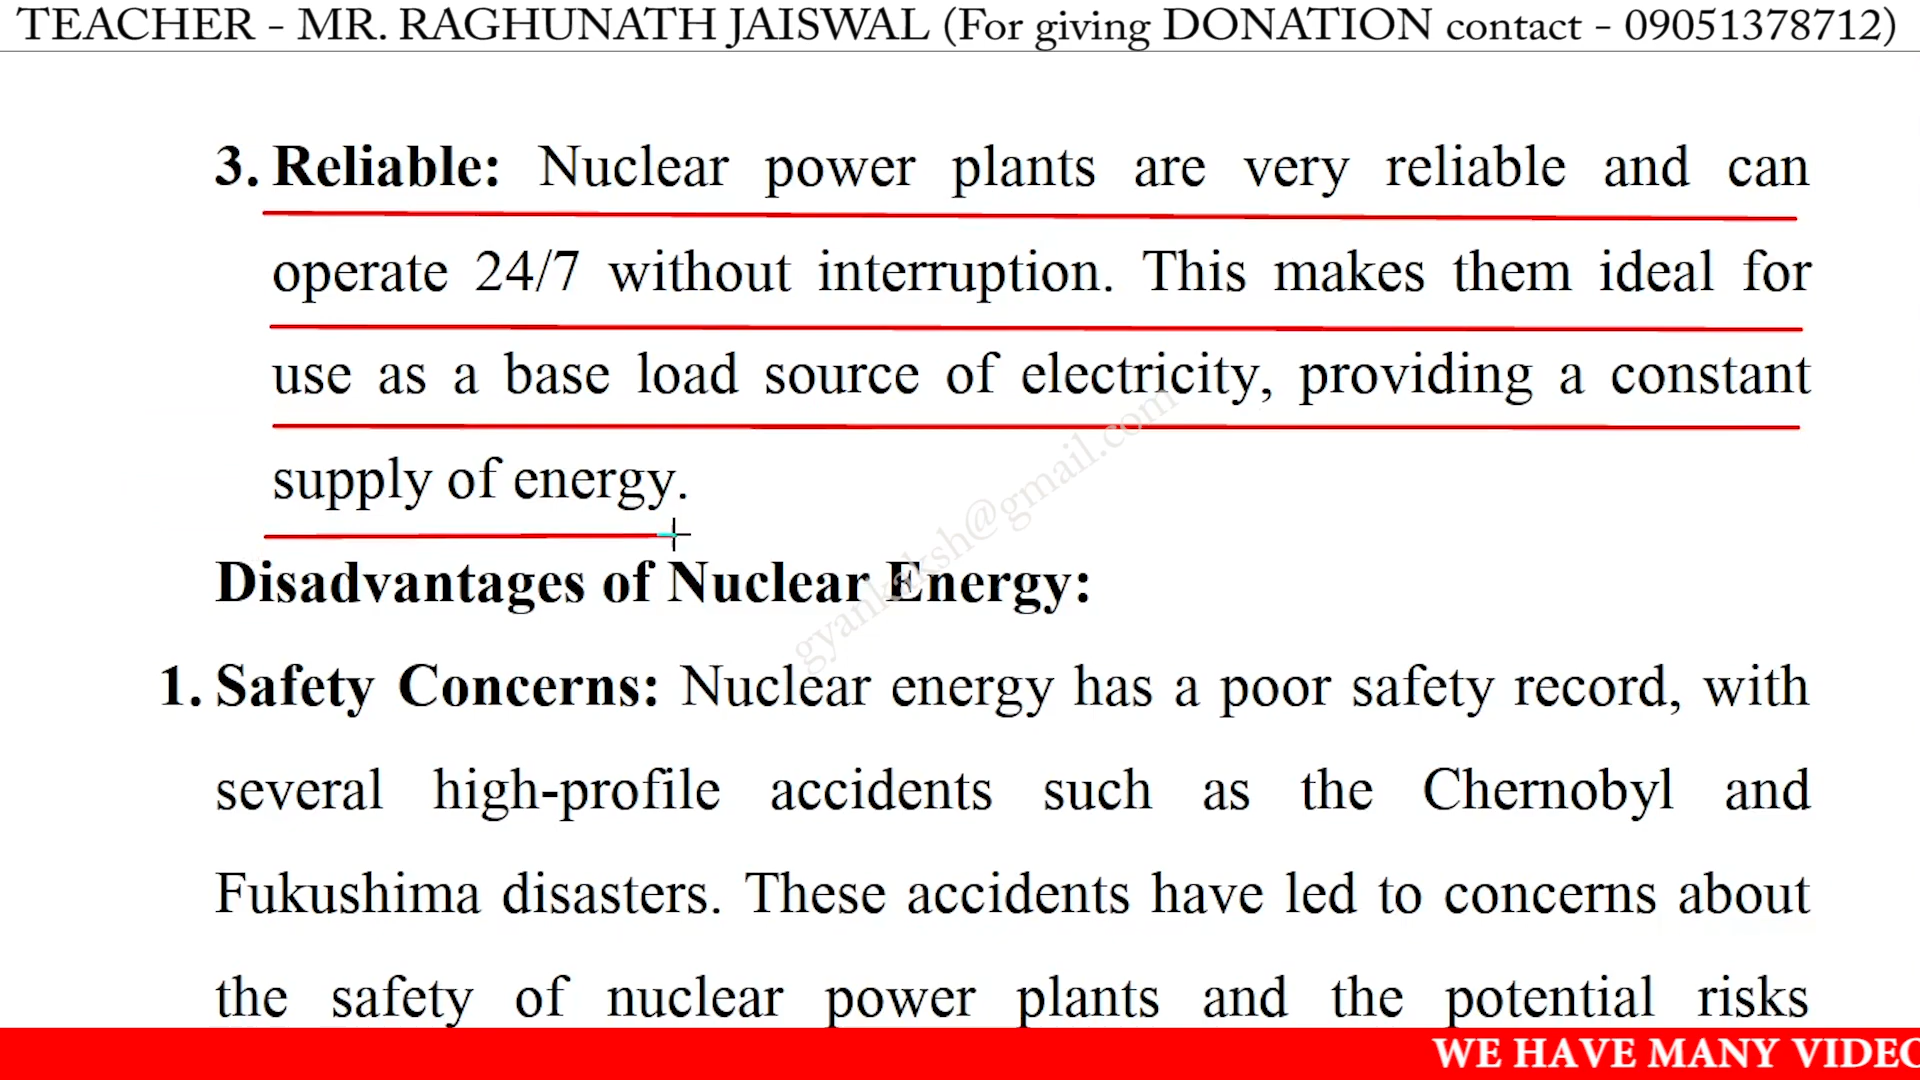 TEACHER - MR. RAGHUNATH JAISWAL (For giving DONATION contact - 09051378712)
3. Reliable: Nuclear power plants are very reliable and can
operate 24/7 without interruption. This makes them ideal for
use as a base load source of electricity, providing a constant
supply of energy.
gyankaksh@gmail.com
Disadvantages of Nuclear Energy:
1. Safety Concerns: Nuclear energy has a poor safety record, with
several high-profile accidents such as the Chernobyl and
Fukushima disasters. These accidents have led to concerns about
the safety of nuclear power plants and the potential risks
WE HAVE MANY VIDEO